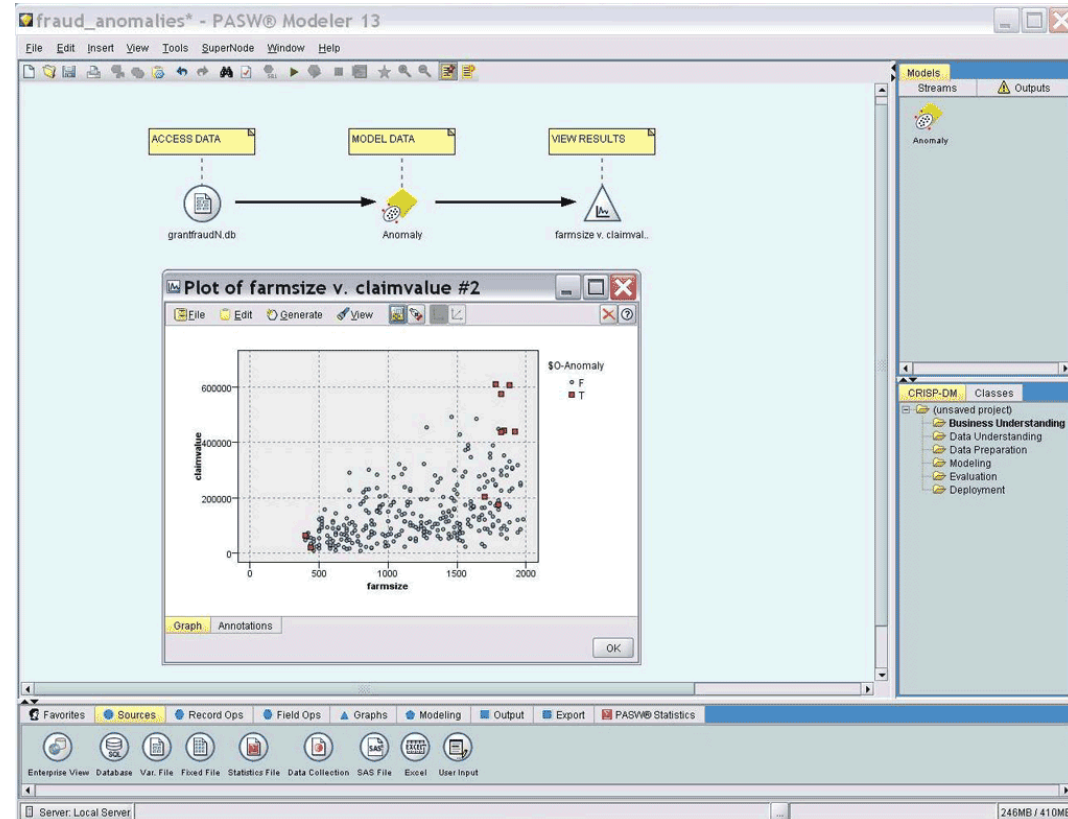 fraud_anomalies* - PASW® Modeler 13
File Edit Insert View Tools SuperNode Window Help
Models
Streams Outputs
Anomaly
ACCESS DATA MODEL DATA VIEW RESULTS
grantfraudN.db Anomaly farmsize v. claimval..
Plot of farmsize v. claimvalue #2
File Edit Generate View
$O-Anomaly
F
T
600000
400000
200000
0
claimvalue
0 500 1000 1500 2000
farmsize
Graph Annotations
OK
CRISP-DM Classes
(unsaved project)
Business Understanding
Data Understanding
Data Preparation
Modeling
Evaluation
Deployment
Favorites Sources Record Ops Field Ops Graphs Modeling Output Export PASW® Statistics
SQL SAS EXCEL
Enterprise View Database Var. File Fixed File Statistics File Data Collection SAS File Excel User Input
Server: Local Server ... 246MB / 410MB